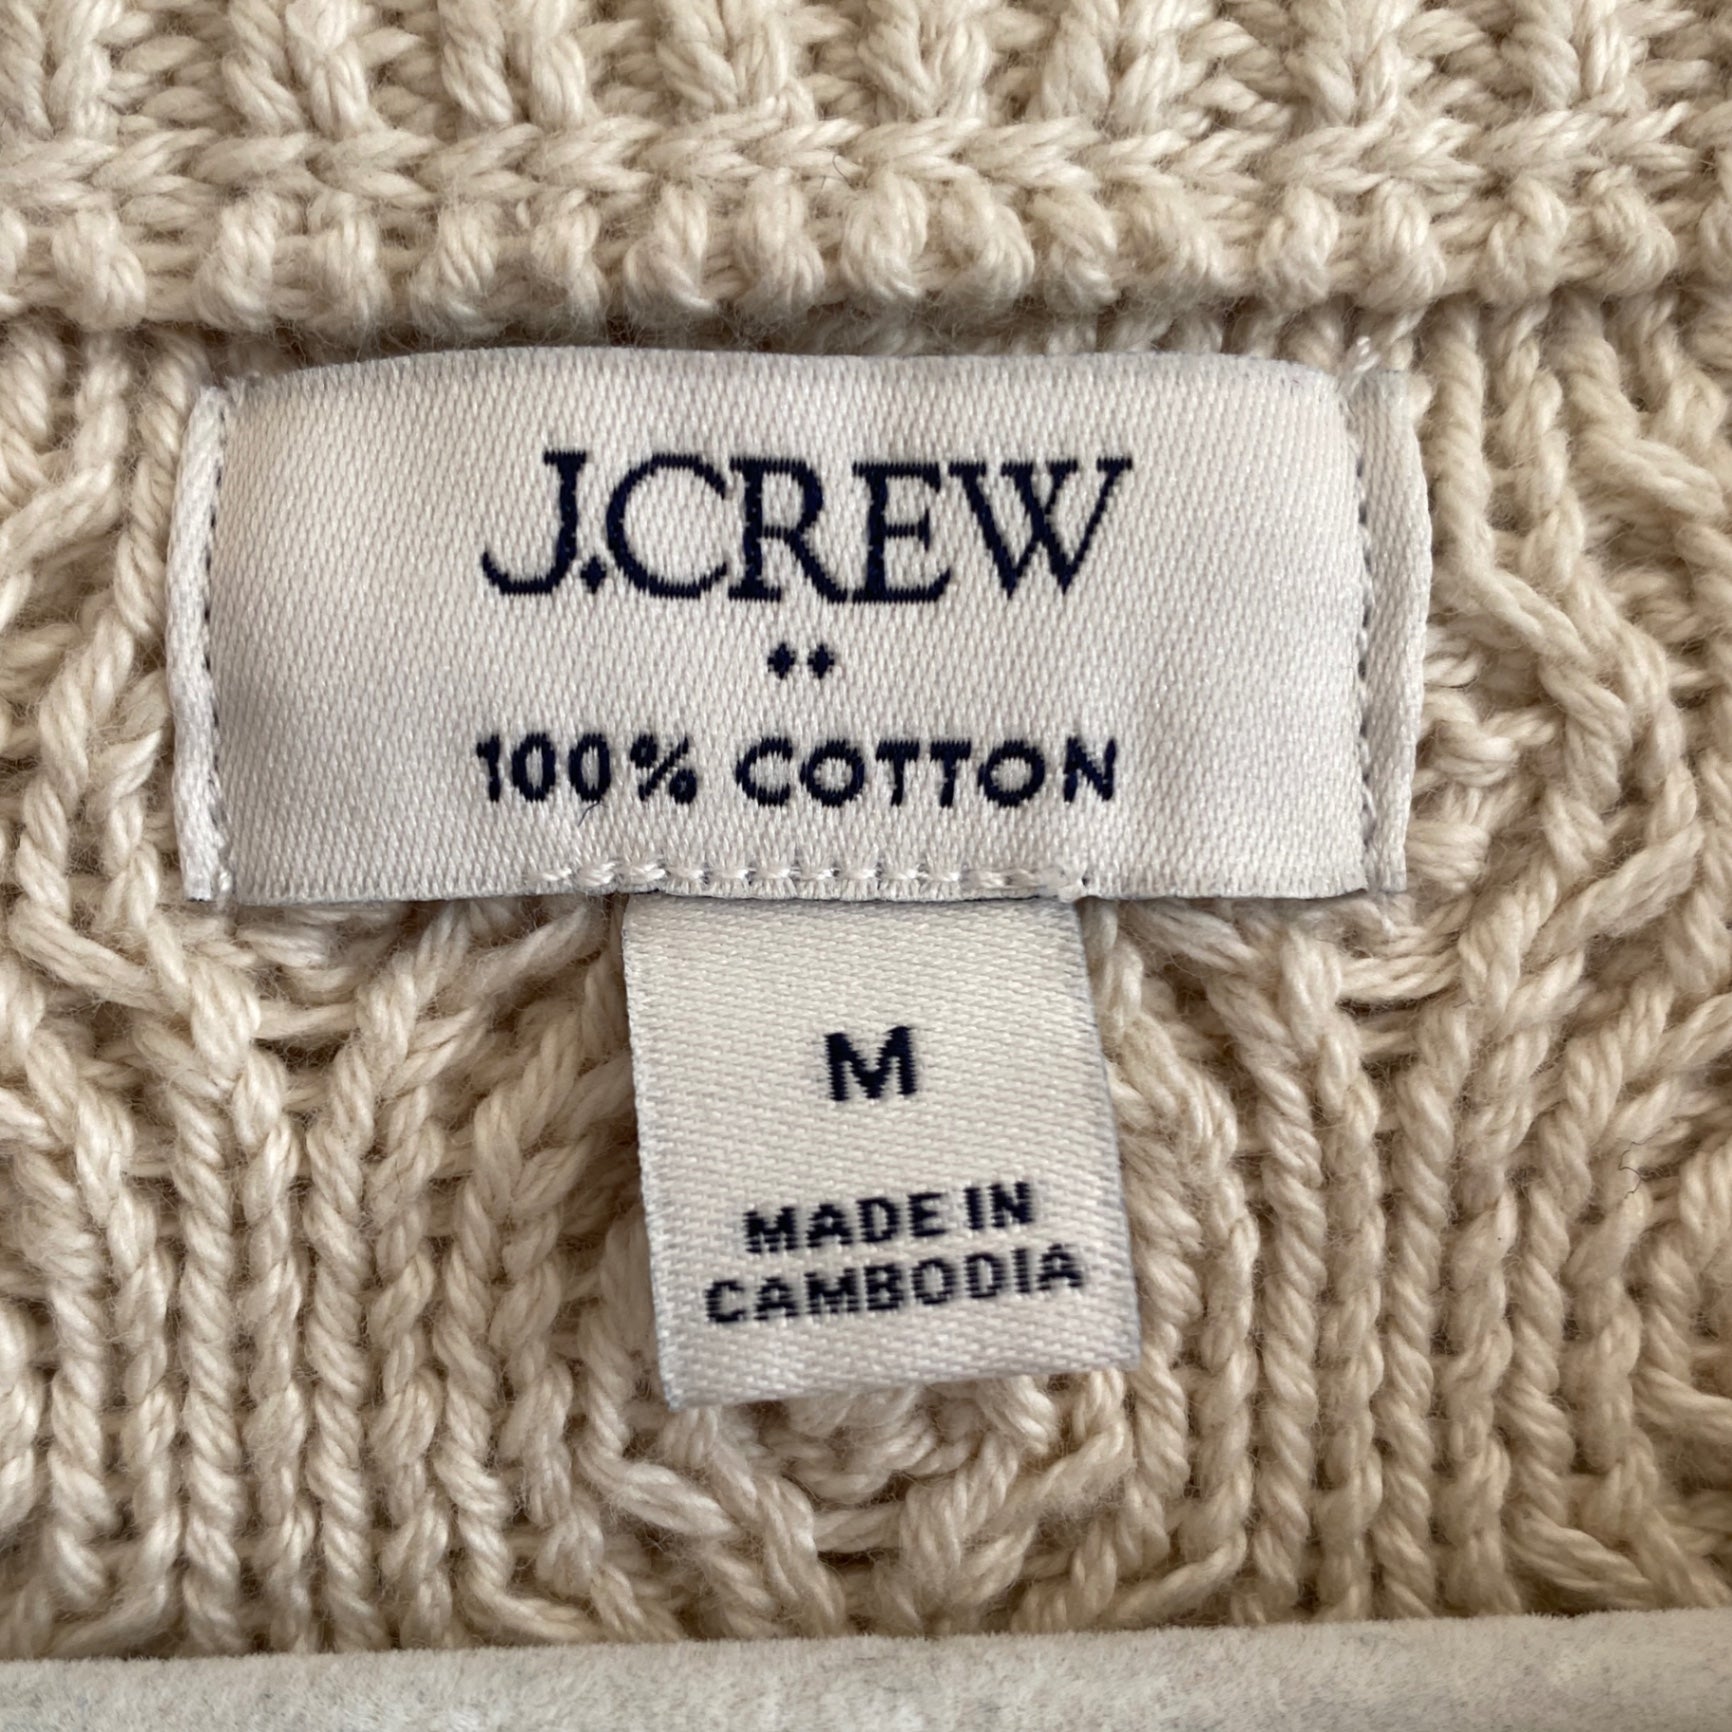 J.CREW
100% COTTON
M
MADE IN
CAMBODIA